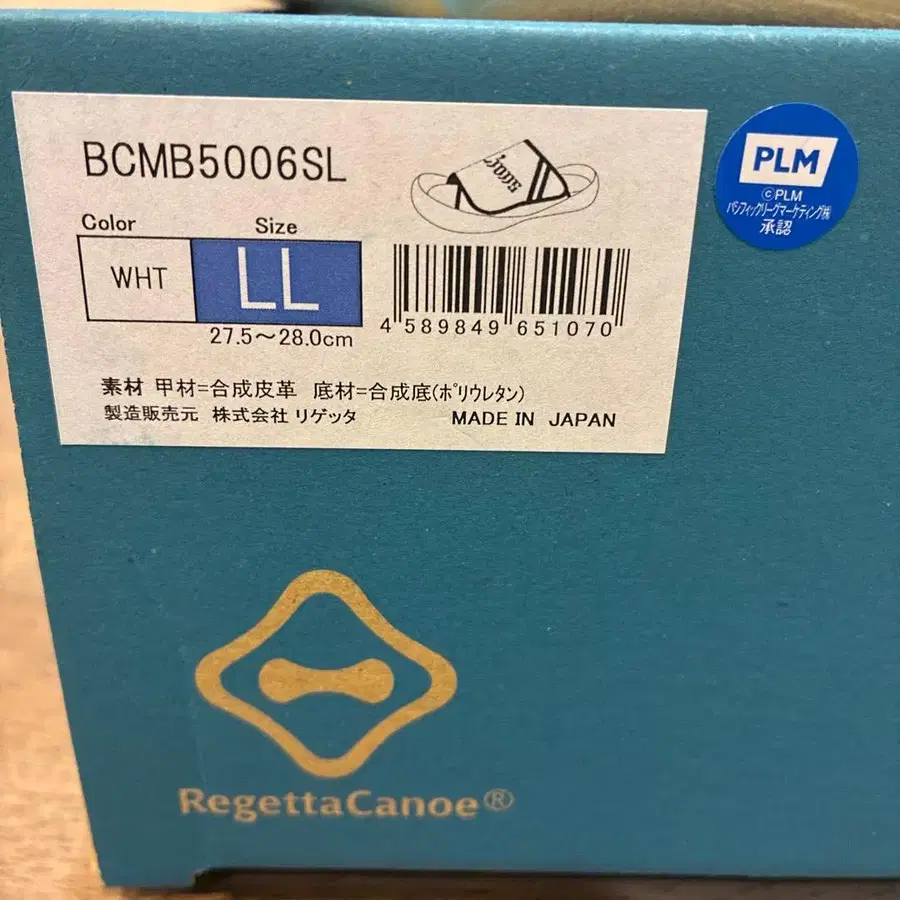 BCMB5006SL
Lions
PLM
©PLM
パシフィックリーグマーケティング㈱
承認
Color
Size
WHT
LL
27.5～28.0cm
4 589849 651070
素材 甲材=合成皮革 底材=合成底(ﾎﾟﾘｳﾚﾀﾝ)
製造販売元 株式会社 リゲッタ
MADE IN JAPAN
RegettaCanoe®